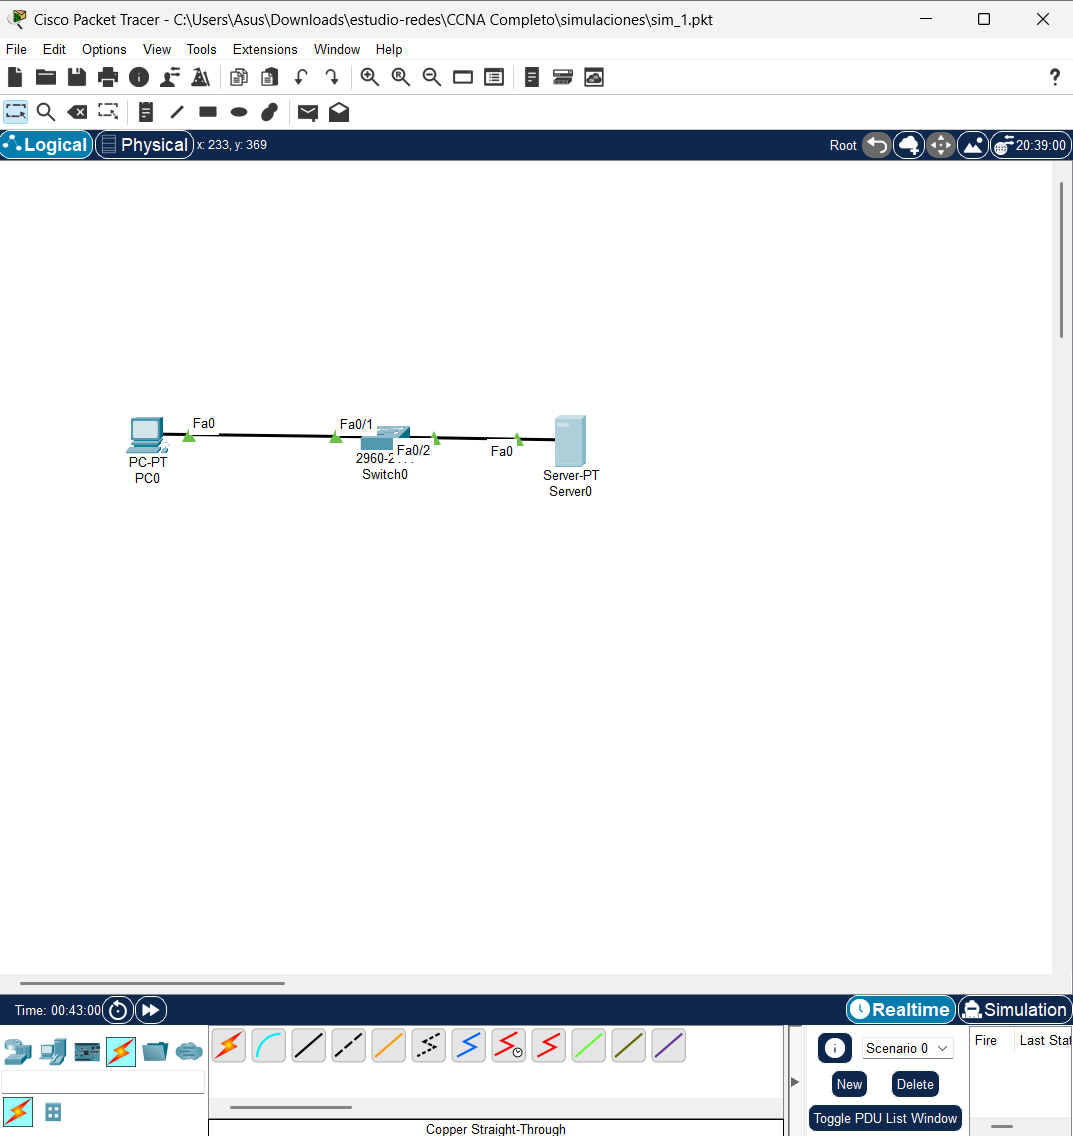 Cisco Packet Tracer - C:\Users\Asus\Downloads\estudio-redes\CCNA Completo\simulaciones\sim_1.pkt
File Edit Options View Tools Extensions Window Help
?
Logical Physical x: 233, y: 369 Root 20:39:00
Fa0 Fa0/1
Fa0/2 Fa0
PC-PT
PC0
2960-2
Switch0
Server-PT
Server0
Time: 00:43:00 Realtime Simulation
Scenario 0 Fire Last Stat
New Delete
Toggle PDU List Window
Copper Straight-Through